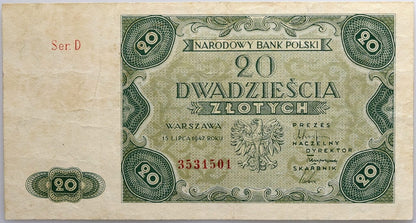 Ser. D
20
20
NARODOWY BANK POLSKI
20
DWADZIEŚCIA
ZŁOTYCH
WARSZAWA
15 LIPCA 1947 ROKU
PREZES
NACZELNY
DYREKTOR
SKARBNIK
3531501
20
20
20